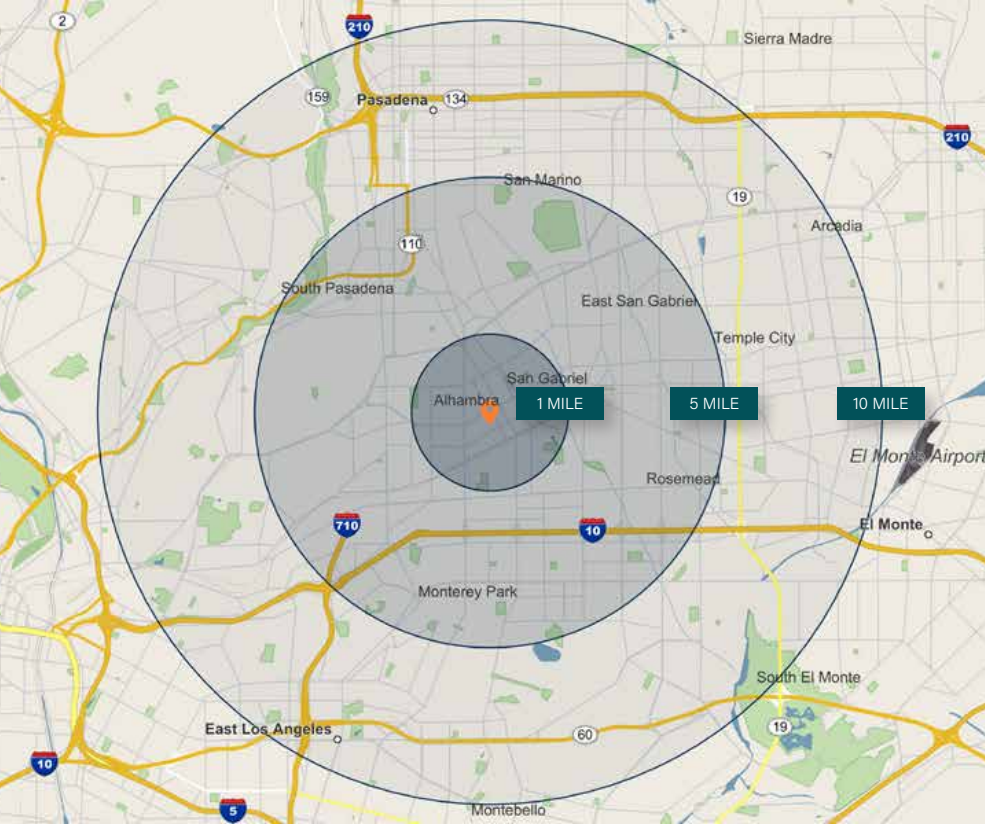 2
210
Sierra Madre
159
Pasadena
134
210
San Marino
19
Arcadia
110
South Pasadena
East San Gabriel
Temple City
San Gabriel
Alhambra
1 MILE
5 MILE
10 MILE
El Monte Airport
Rosemead
710
10
El Monte
Monterey Park
South El Monte
East Los Angeles
60
19
10
5
Montebello